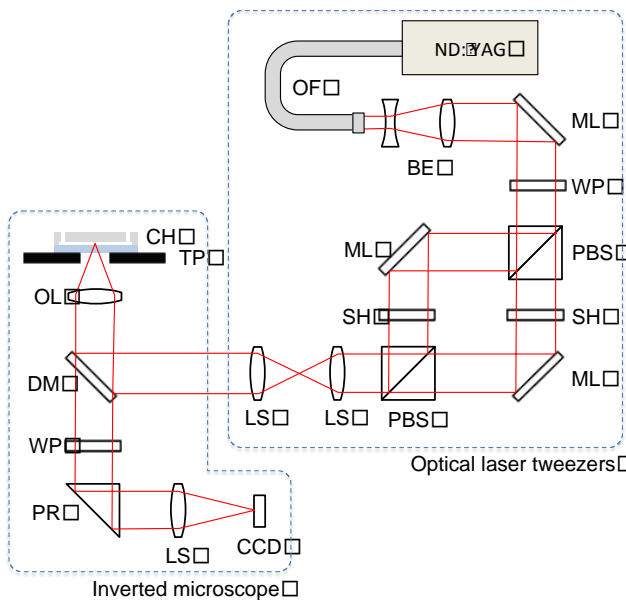 ND:⍰YAG□
OF□
ML□
BE□
WP□
CH□
ML□
PBS□
TP□
OL□
SH□
SH□
DM□
ML□
LS□
LS□
PBS□
WP□
Optical laser tweezers□
PR□
LS□
CCD□
Inverted microscope□